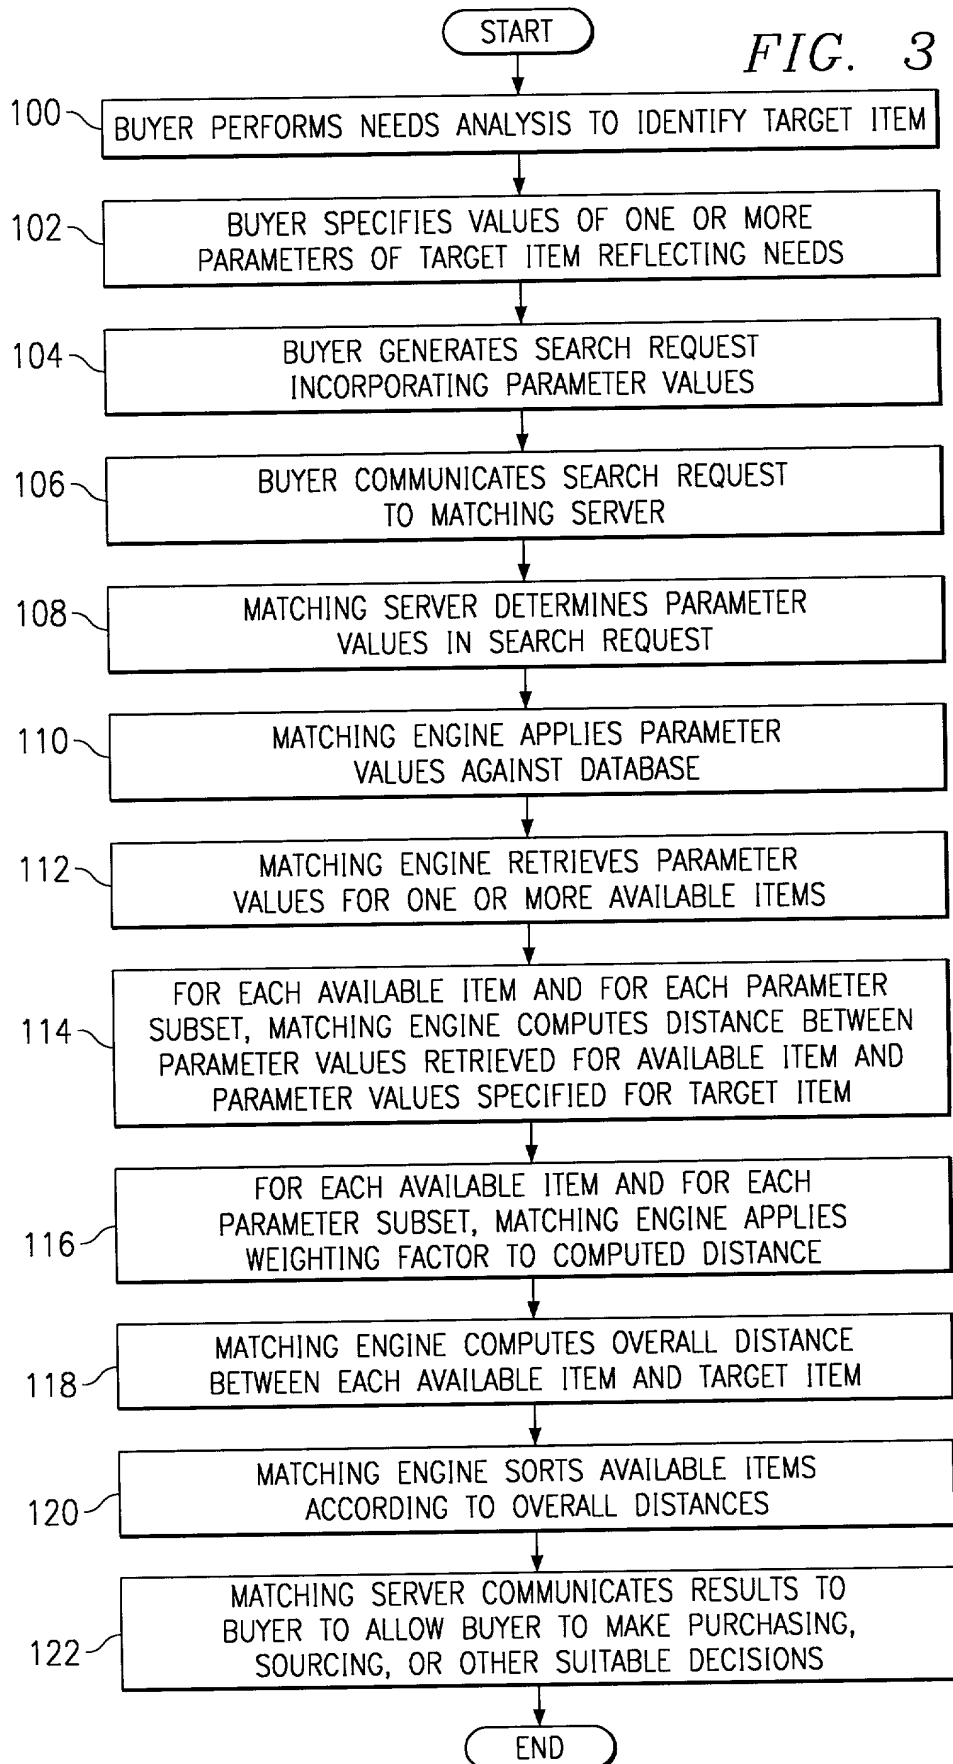 START
FIG. 3
100
BUYER PERFORMS NEEDS ANALYSIS TO IDENTIFY TARGET ITEM
102
BUYER SPECIFIES VALUES OF ONE OR MORE
PARAMETERS OF TARGET ITEM REFLECTING NEEDS
104
BUYER GENERATES SEARCH REQUEST
INCORPORATING PARAMETER VALUES
106
BUYER COMMUNICATES SEARCH REQUEST
TO MATCHING SERVER
108
MATCHING SERVER DETERMINES PARAMETER
VALUES IN SEARCH REQUEST
110
MATCHING ENGINE APPLIES PARAMETER
VALUES AGAINST DATABASE
112
MATCHING ENGINE RETRIEVES PARAMETER
VALUES FOR ONE OR MORE AVAILABLE ITEMS
114
FOR EACH AVAILABLE ITEM AND FOR EACH PARAMETER
SUBSET, MATCHING ENGINE COMPUTES DISTANCE BETWEEN
PARAMETER VALUES RETRIEVED FOR AVAILABLE ITEM AND
PARAMETER VALUES SPECIFIED FOR TARGET ITEM
116
FOR EACH AVAILABLE ITEM AND FOR EACH
PARAMETER SUBSET, MATCHING ENGINE APPLIES
WEIGHTING FACTOR TO COMPUTED DISTANCE
118
MATCHING ENGINE COMPUTES OVERALL DISTANCE
BETWEEN EACH AVAILABLE ITEM AND TARGET ITEM
120
MATCHING ENGINE SORTS AVAILABLE ITEMS
ACCORDING TO OVERALL DISTANCES
122
MATCHING SERVER COMMUNICATES RESULTS TO
BUYER TO ALLOW BUYER TO MAKE PURCHASING,
SOURCING, OR OTHER SUITABLE DECISIONS
END